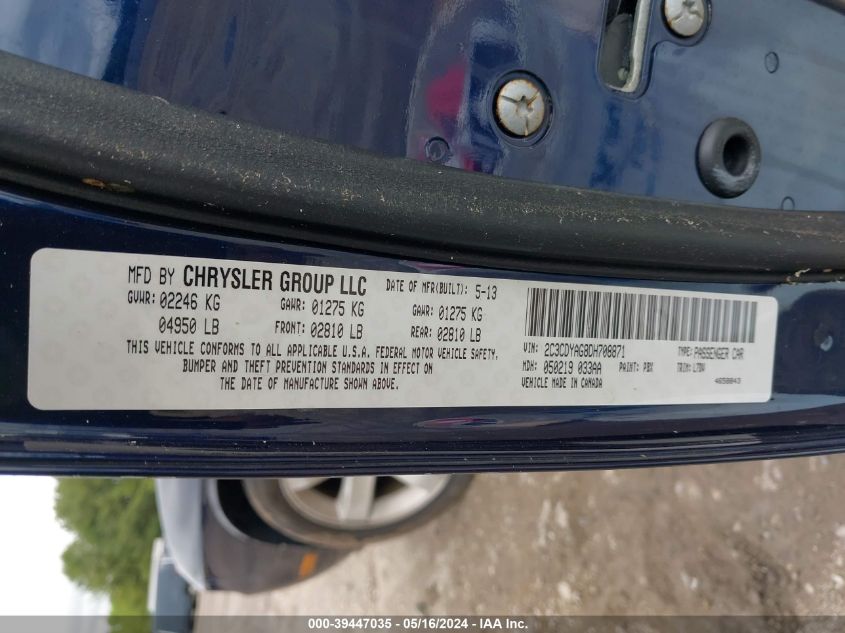 MFD BY CHRYSLER GROUP LLC DATE OF MFR(BUILT): 5-13
GVWR: 02246 KG GAWR: 01275 KG GAWR: 01275 KG
04950 LB FRONT: 02810 LB REAR: 02810 LB
THIS VEHICLE CONFORMS TO ALL APPLICABLE U.S.A. FEDERAL MOTOR VEHICLE SAFETY,
BUMPER AND THEFT PREVENTION STANDARDS IN EFFECT ON
THE DATE OF MANUFACTURE SHOWN ABOVE.
VIN: 2C3CDYAG8DH708871 TYPE: PASSENGER CAR
MDH: 050219 033AA PAINT: PBX TRIM: L7DV
VEHICLE MADE IN CANADA 4658043
000-39447035 - 05/16/2024 - IAA, Inc.